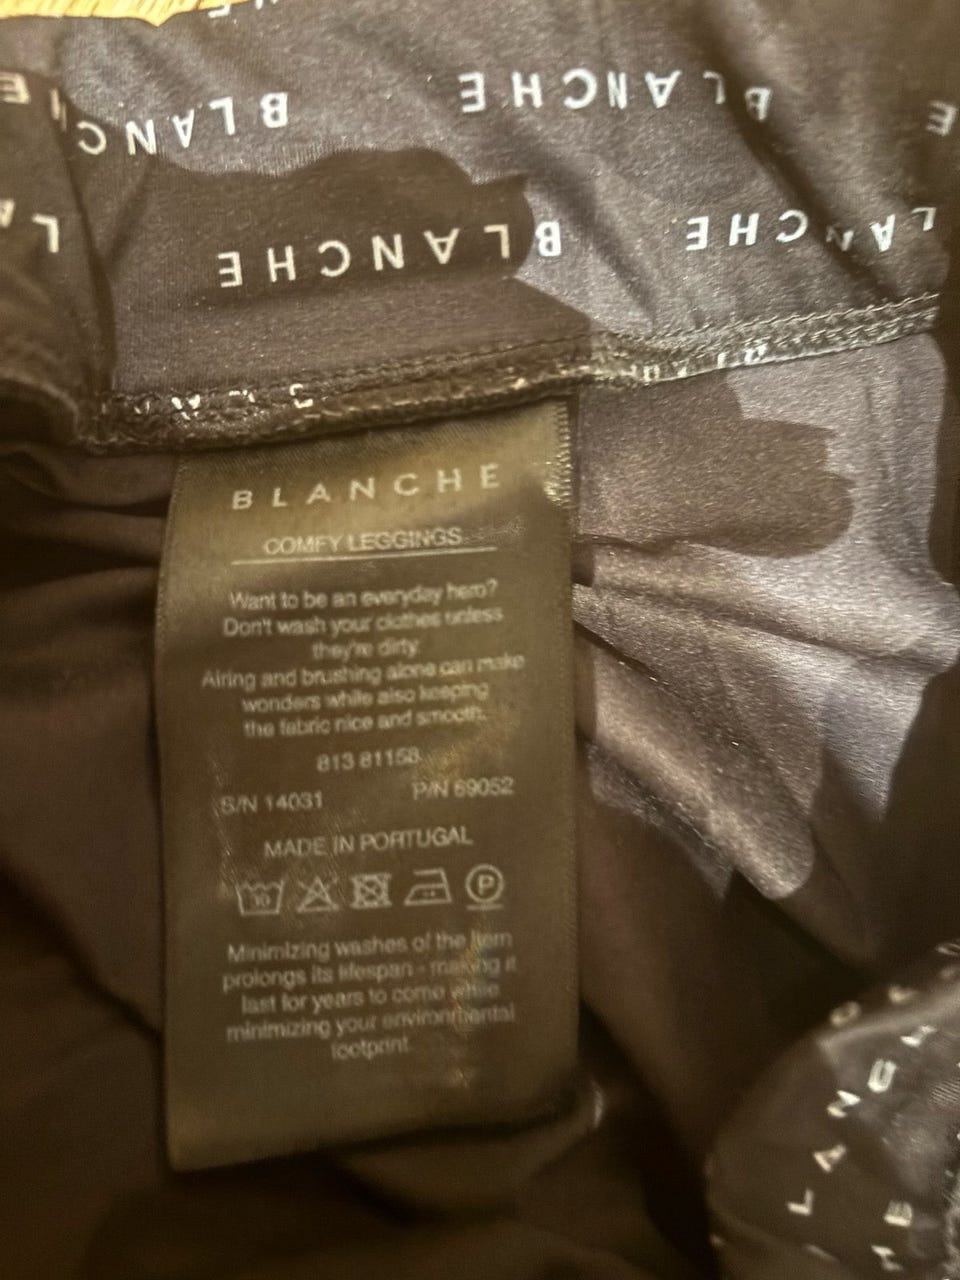 BLANCHE
BLANCHE
BLANCHE
LANCHE
BLANCHE
COMFY LEGGINGS
Want to be an everyday hero?
Don't wash your clothes unless
they're dirty.
Airing and brushing alone can make
wonders while also keeping
the fabric nice and smooth.
813 81158
S/N 14031 P/N 69052
MADE IN PORTUGAL
P
Minimizing washes of the item
prolongs its lifespan - making it
last for years to come while
minimizing your environmental
footprint.